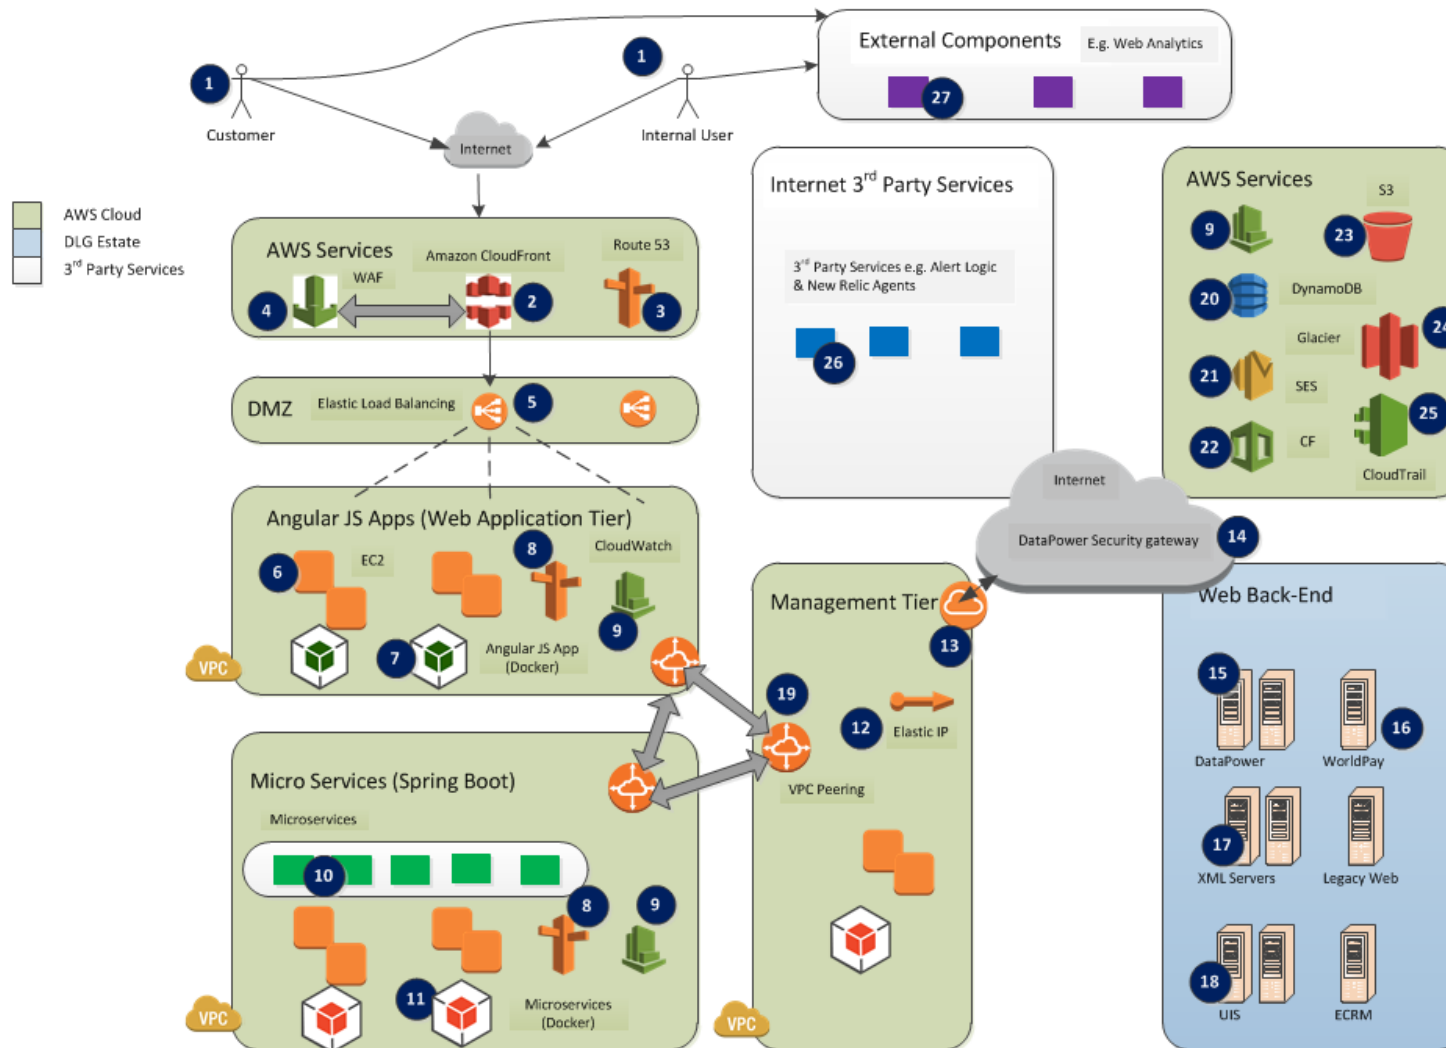 External Components
E.g. Web Analytics
1
1
27
Customer
Internal User
Internet
AWS Cloud
DLG Estate
3rd Party Services
AWS Services
WAF
Amazon CloudFront
Route 53
4
2
3
Internet 3rd Party Services
3rd Party Services e.g. Alert Logic
& New Relic Agents
26
AWS Services
S3
9
23
20
DynamoDB
Glacier
24
21
SES
25
22
CF
CloudTrail
DMZ
Elastic Load Balancing
5
Angular JS Apps (Web Application Tier)
EC2
8
CloudWatch
6
9
7
Angular JS App
(Docker)
VPC
Internet
DataPower Security gateway
14
Management Tier
13
19
12
Elastic IP
VPC Peering
VPC
Micro Services (Spring Boot)
Microservices
10
8
9
11
Microservices
(Docker)
VPC
Web Back-End
15
16
DataPower
WorldPay
17
XML Servers
Legacy Web
18
UIS
ECRM